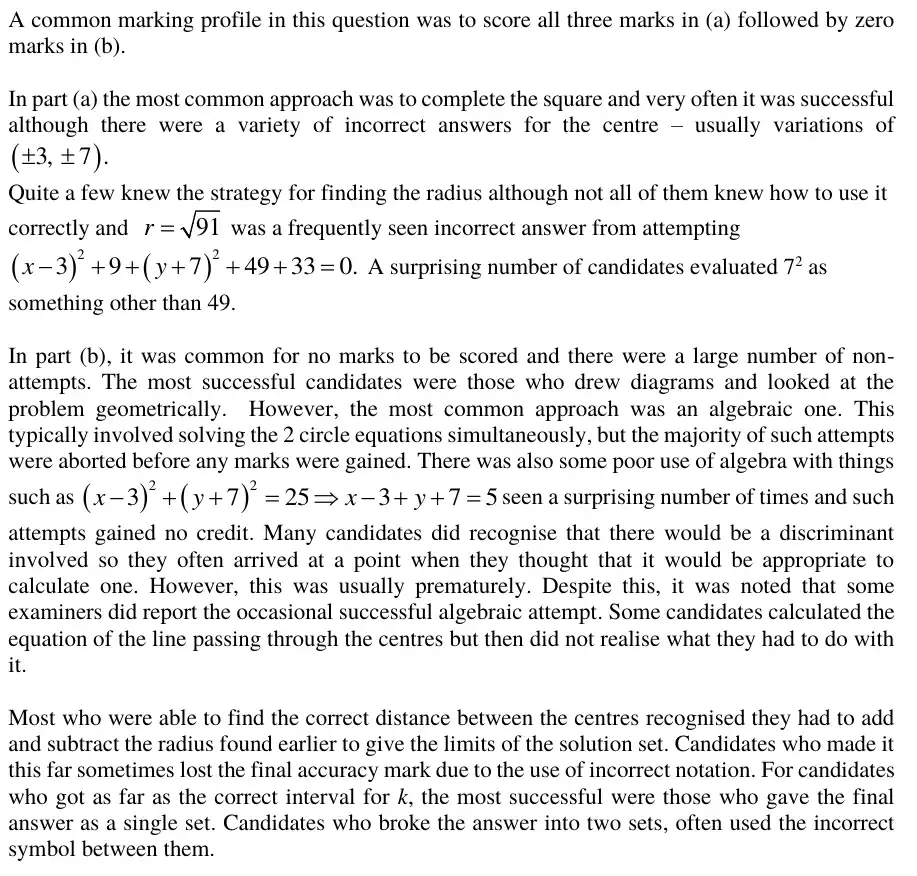 A common marking profile in this question was to score all three marks in (a) followed by zero
marks in (b).
In part (a) the most common approach was to complete the square and very often it was successful
although there were a variety of incorrect answers for the centre – usually variations of
(±3, ±7).
Quite a few knew the strategy for finding the radius although not all of them knew how to use it
correctly and r = √91 was a frequently seen incorrect answer from attempting
(x−3)² +9+(y+7)² +49+33=0. A surprising number of candidates evaluated 7² as
something other than 49.
In part (b), it was common for no marks to be scored and there were a large number of non-
attempts. The most successful candidates were those who drew diagrams and looked at the
problem geometrically. However, the most common approach was an algebraic one. This
typically involved solving the 2 circle equations simultaneously, but the majority of such attempts
were aborted before any marks were gained. There was also some poor use of algebra with things
such as (x−3)² +(y+7)² = 25 ⇒ x−3+ y+7 = 5 seen a surprising number of times and such
attempts gained no credit. Many candidates did recognise that there would be a discriminant
involved so they often arrived at a point when they thought that it would be appropriate to
calculate one. However, this was usually prematurely. Despite this, it was noted that some
examiners did report the occasional successful algebraic attempt. Some candidates calculated the
equation of the line passing through the centres but then did not realise what they had to do with
it.
Most who were able to find the correct distance between the centres recognised they had to add
and subtract the radius found earlier to give the limits of the solution set. Candidates who made it
this far sometimes lost the final accuracy mark due to the use of incorrect notation. For candidates
who got as far as the correct interval for k, the most successful were those who gave the final
answer as a single set. Candidates who broke the answer into two sets, often used the incorrect
symbol between them.